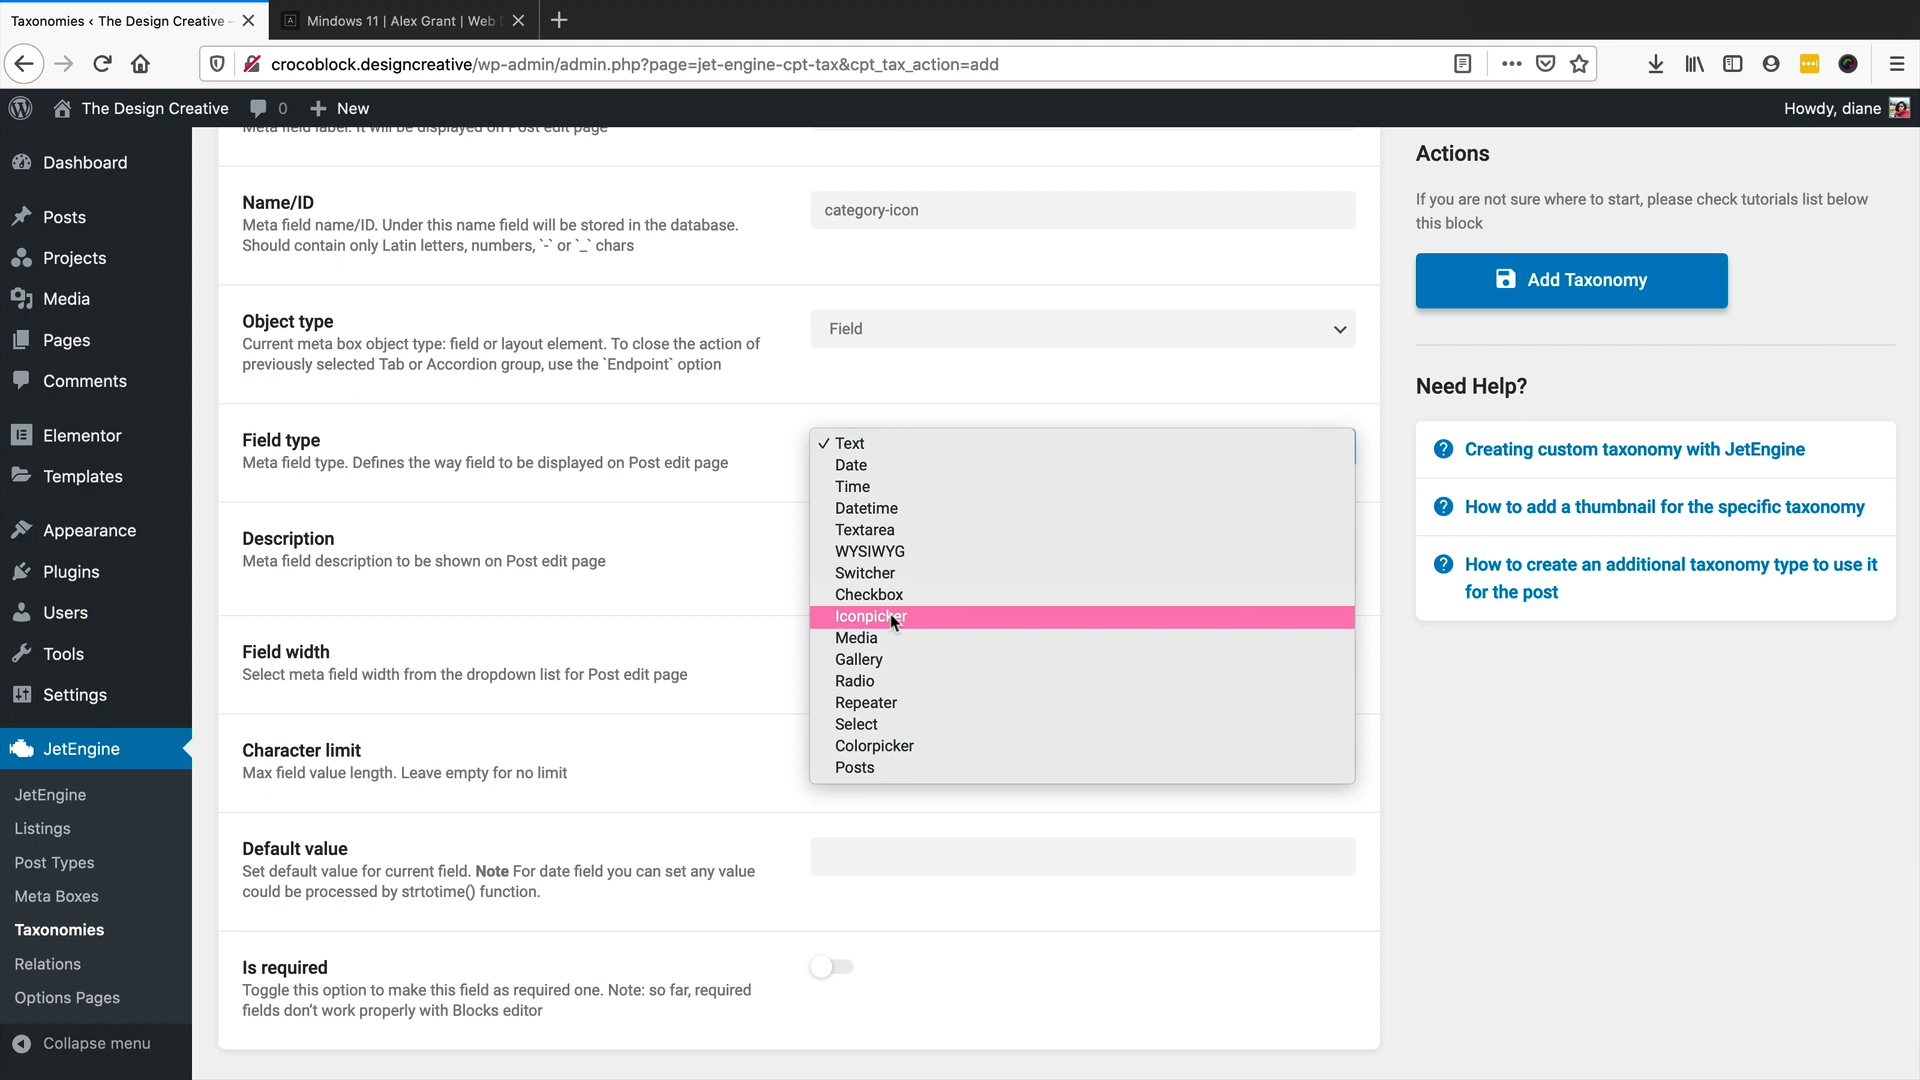 Taxonomies ‹ The Design Creative –
Mindows 11 | Alex Grant | Web
crocoblock.designcreative/wp-admin/admin.php?page=jet-engine-cpt-tax&cpt_tax_action=add
The Design Creative
0
New
Howdy, diane
Dashboard
Posts
Projects
Media
Pages
Comments
Elementor
Templates
Appearance
Plugins
Users
Tools
Settings
JetEngine
JetEngine
Listings
Post Types
Meta Boxes
Taxonomies
Relations
Options Pages
Collapse menu
Meta field label. It will be displayed on Post edit page
Name/ID
Meta field name/ID. Under this name field will be stored in the database.
Should contain only Latin letters, numbers, `-` or `_` chars
category-icon
Object type
Current meta box object type: field or layout element. To close the action of
previously selected Tab or Accordion group, use the `Endpoint` option
Field
Field type
Meta field type. Defines the way field to be displayed on Post edit page
✓ Text
Date
Time
Datetime
Textarea
WYSIWYG
Switcher
Checkbox
Iconpicker
Media
Gallery
Radio
Repeater
Select
Colorpicker
Posts
Description
Meta field description to be shown on Post edit page
Field width
Select meta field width from the dropdown list for Post edit page
Character limit
Max field value length. Leave empty for no limit
Default value
Set default value for current field. Note For date field you can set any value
could be processed by strtotime() function.
Is required
Toggle this option to make this field as required one. Note: so far, required
fields don't work properly with Blocks editor
Actions
If you are not sure where to start, please check tutorials list below
this block
Add Taxonomy
Need Help?
Creating custom taxonomy with JetEngine
How to add a thumbnail for the specific taxonomy
How to create an additional taxonomy type to use it
for the post